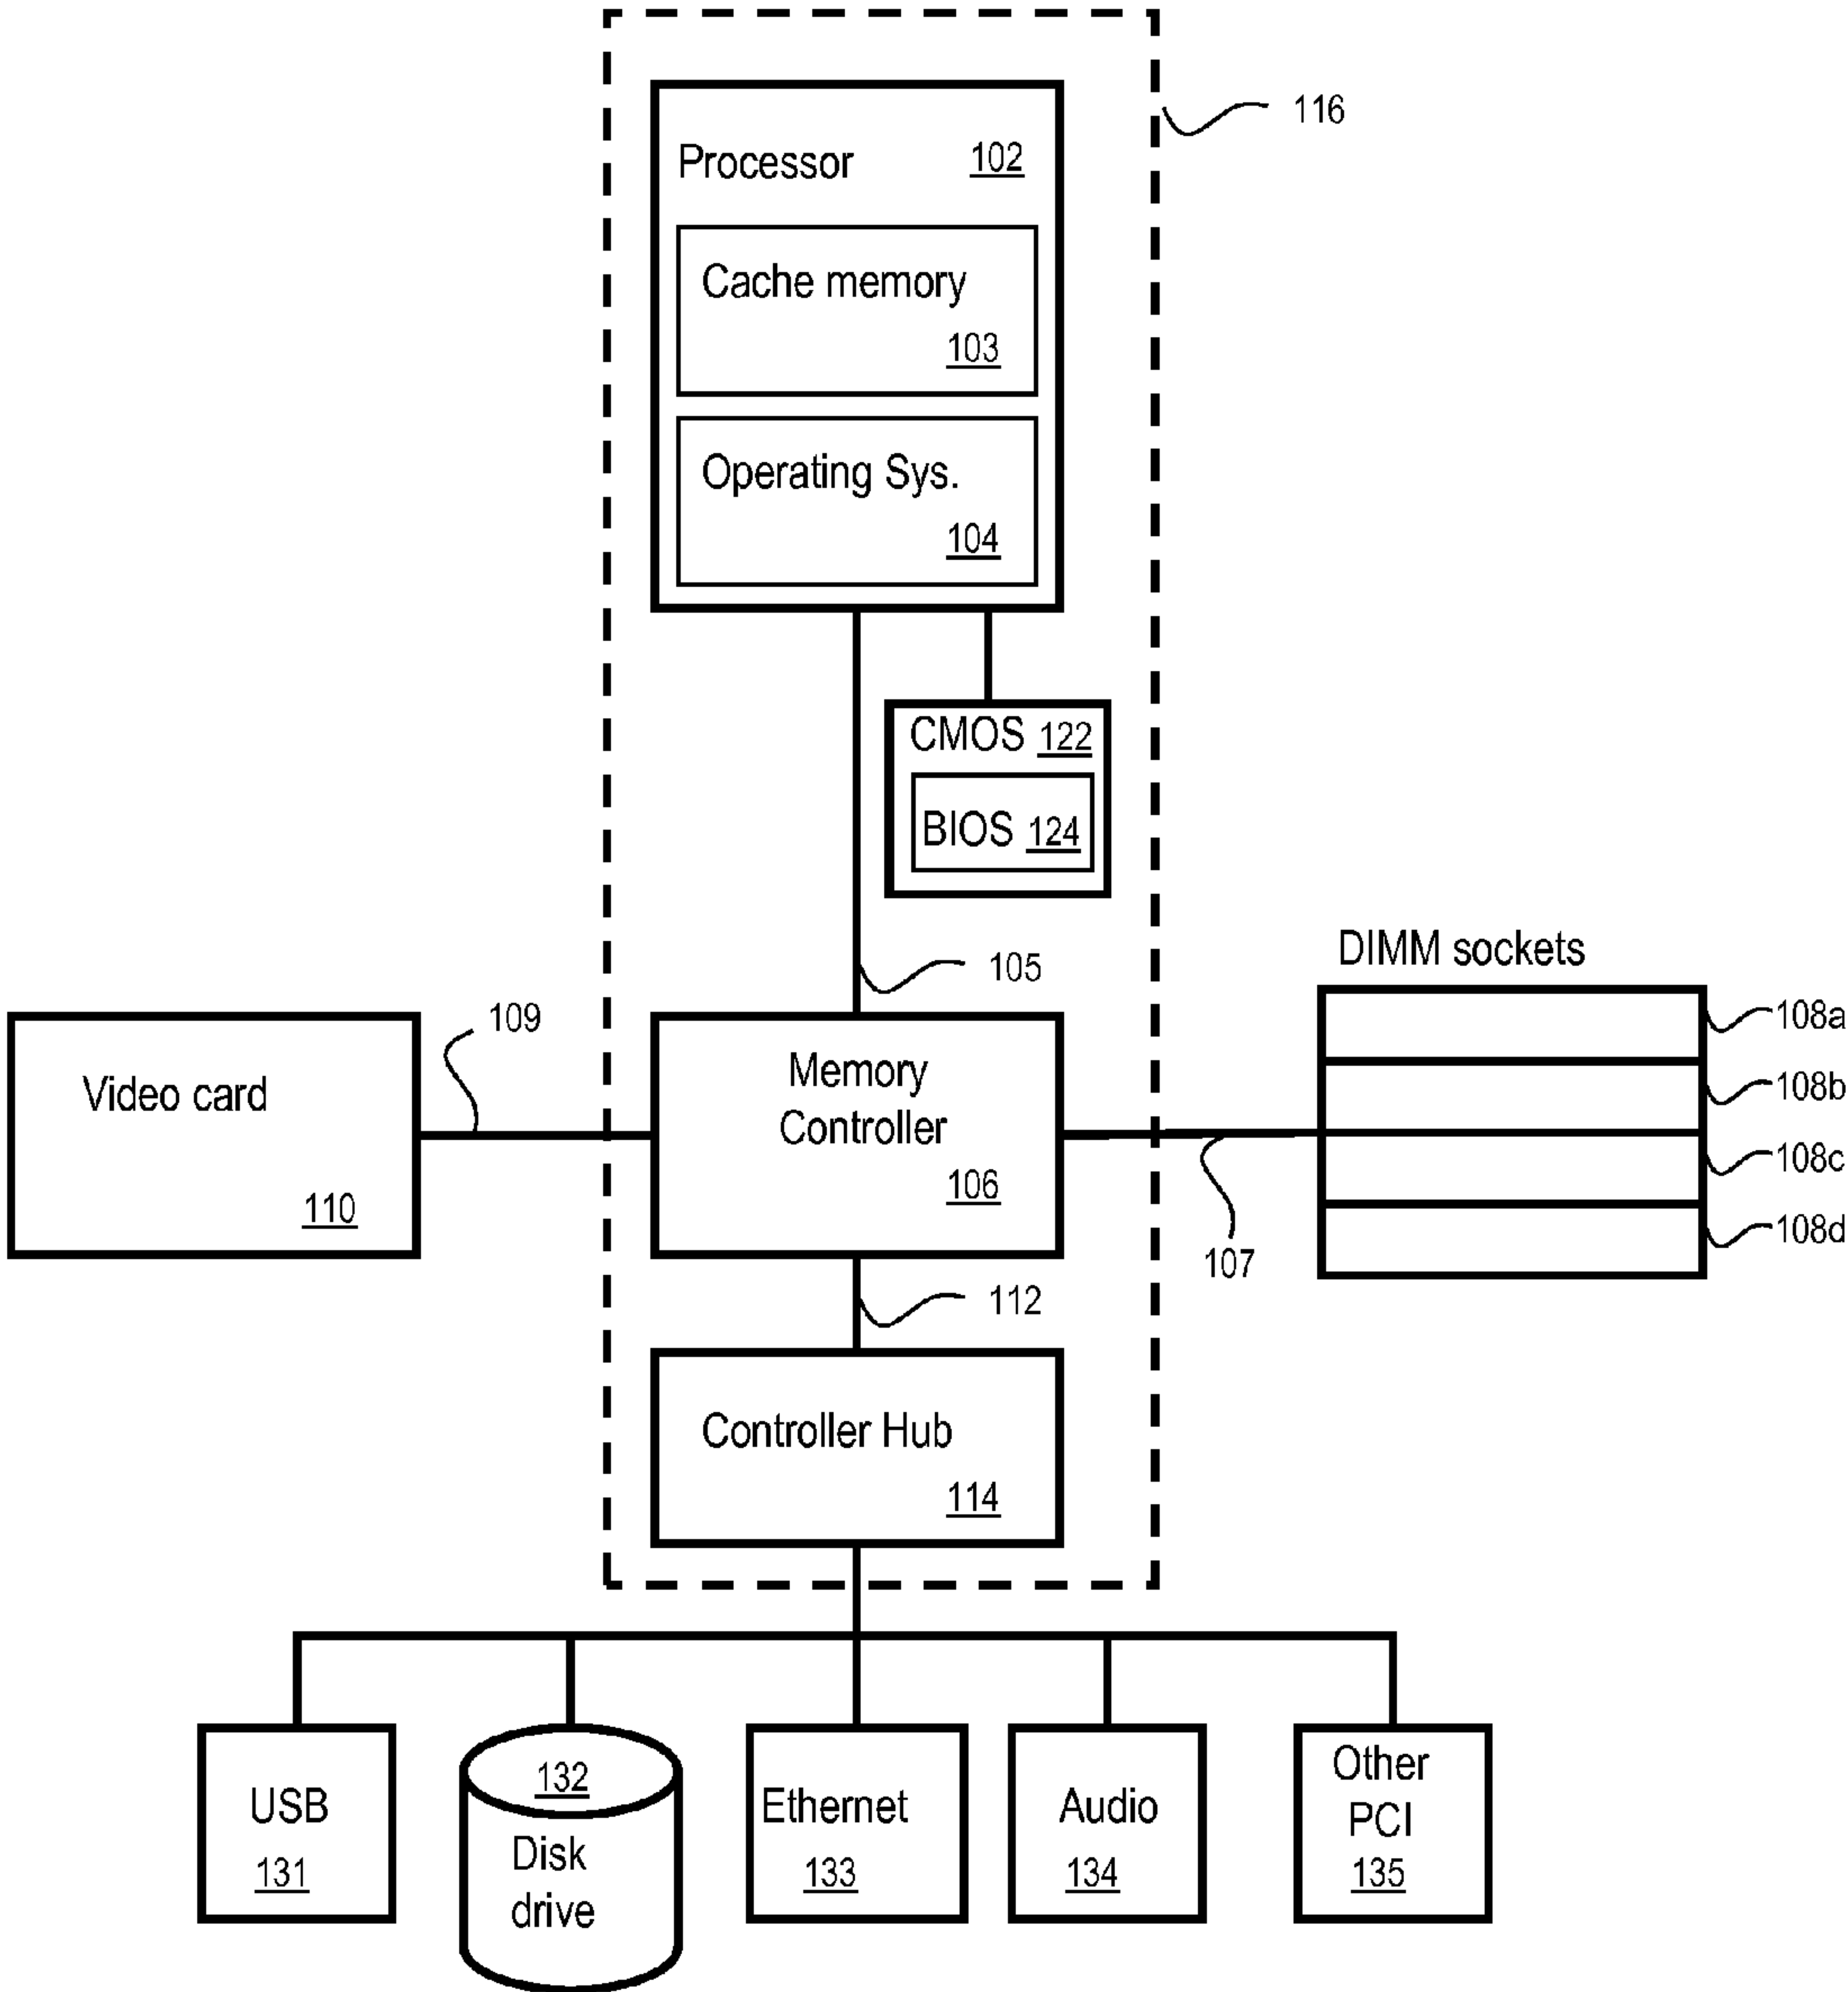 116
Processor 102
Cache memory
103
Operating Sys.
104
CMOS 122
BIOS 124
105
DIMM sockets
108a
108b
108c
108d
109
Video card
110
Memory
Controller
106
107
112
Controller Hub
114
USB
131
132
Disk
drive
Ethernet
133
Audio
134
Other
PCI
135